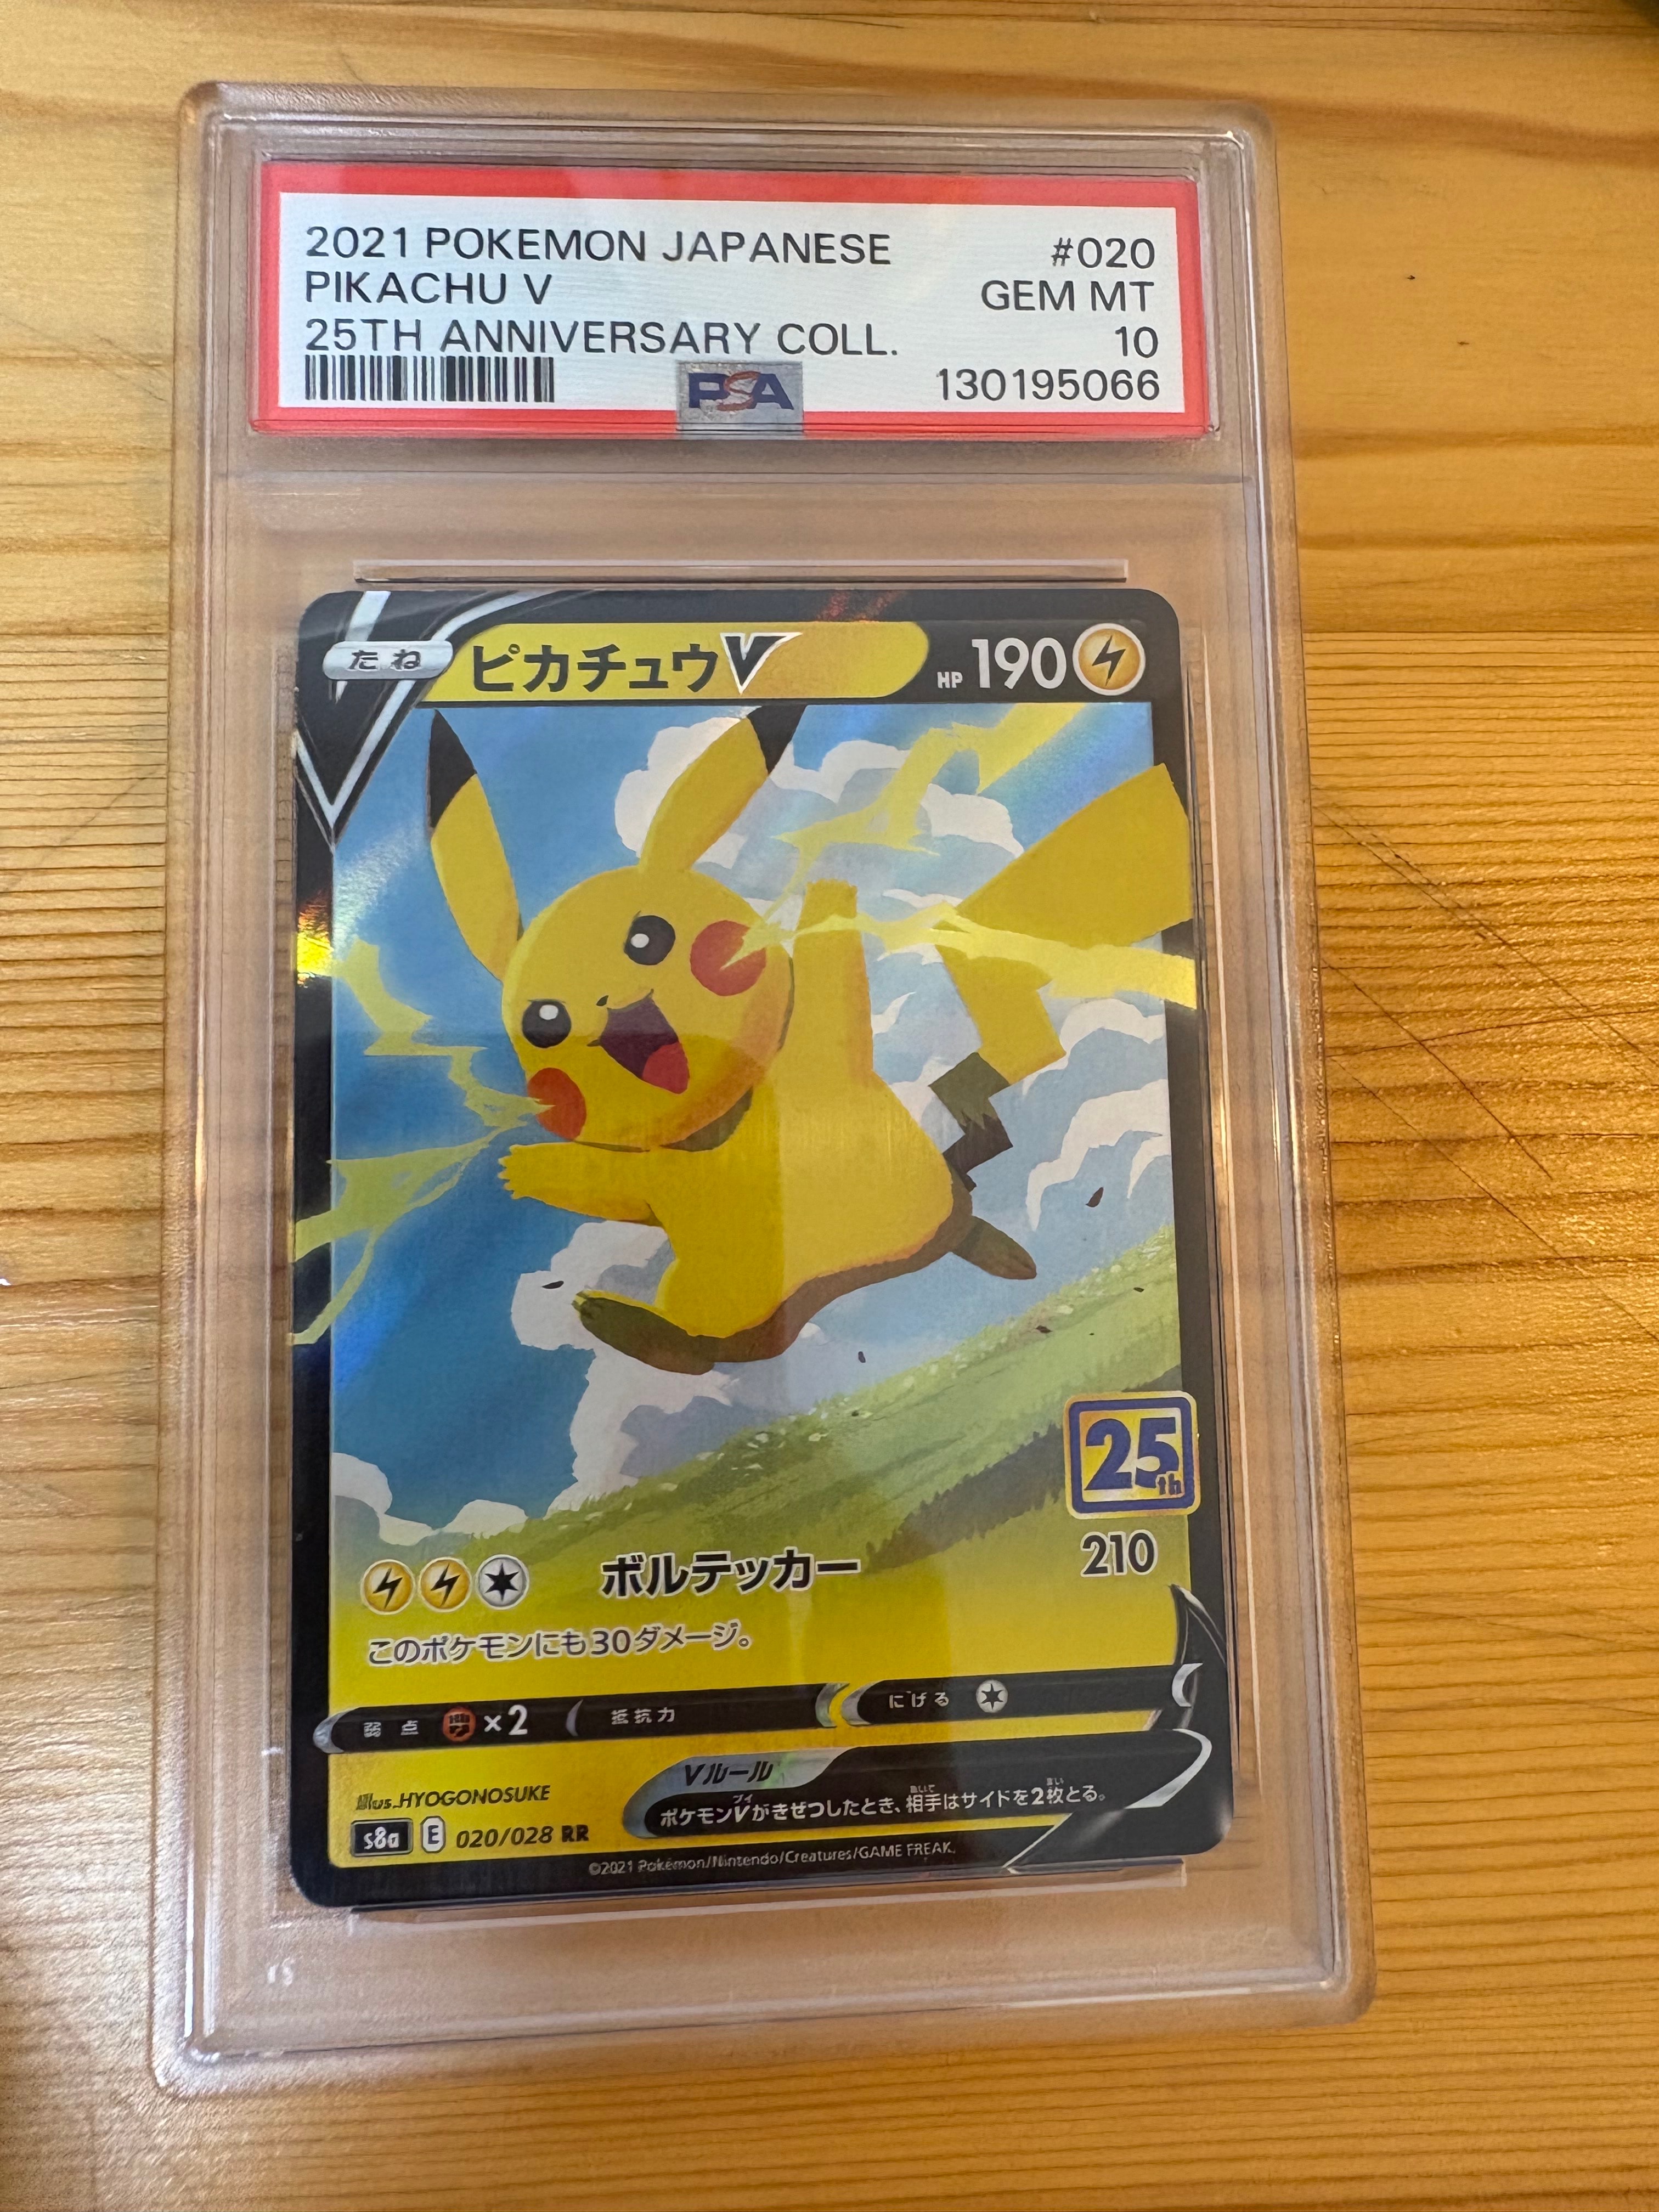 2021 POKEMON JAPANESE #020
PIKACHU V GEM MT
25TH ANNIVERSARY COLL. 10
PSA 130195066
たね ピカチュウV HP 190
25th
ボルテッカー 210
このポケモンにも30ダメージ。
弱点 ×2 抵抗力 にげる
Vルール
ポケモンVがきぜつしたとき、相手はサイドを2枚とる。
Illus. HYOGONOSUKE
s8a E 020/028 RR
©2021 Pokémon/Nintendo/Creatures/GAME FREAK.